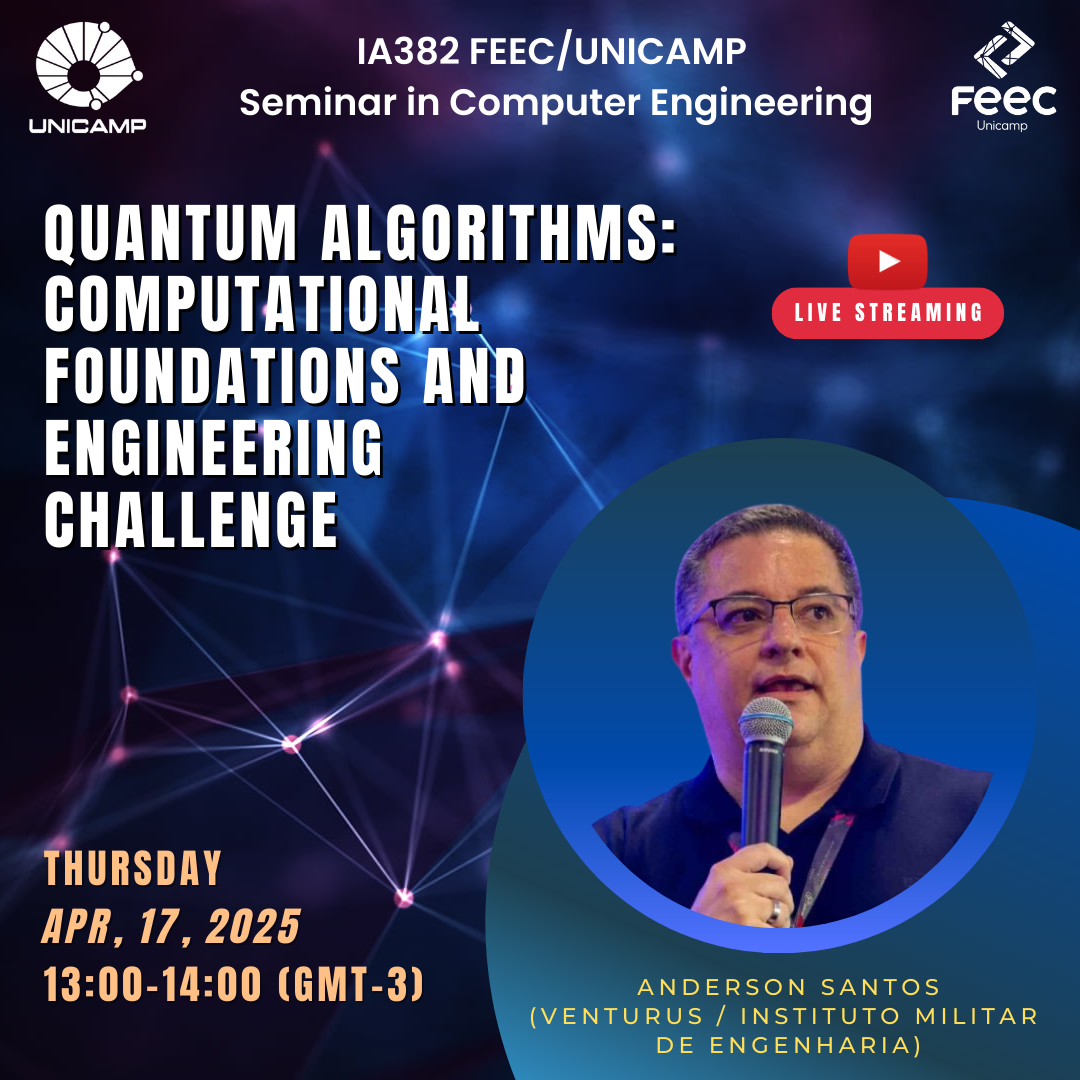 UNICAMP
IA382 FEEC/UNICAMP
Seminar in Computer Engineering
Feec
Unicamp
QUANTUM ALGORITHMS:
COMPUTATIONAL
FOUNDATIONS AND
ENGINEERING
CHALLENGE
LIVE STREAMING
THURSDAY
APR, 17, 2025
13:00-14:00 (GMT-3)
ANDERSON SANTOS
(VENTURUS / INSTITUTO MILITAR
DE ENGENHARIA)